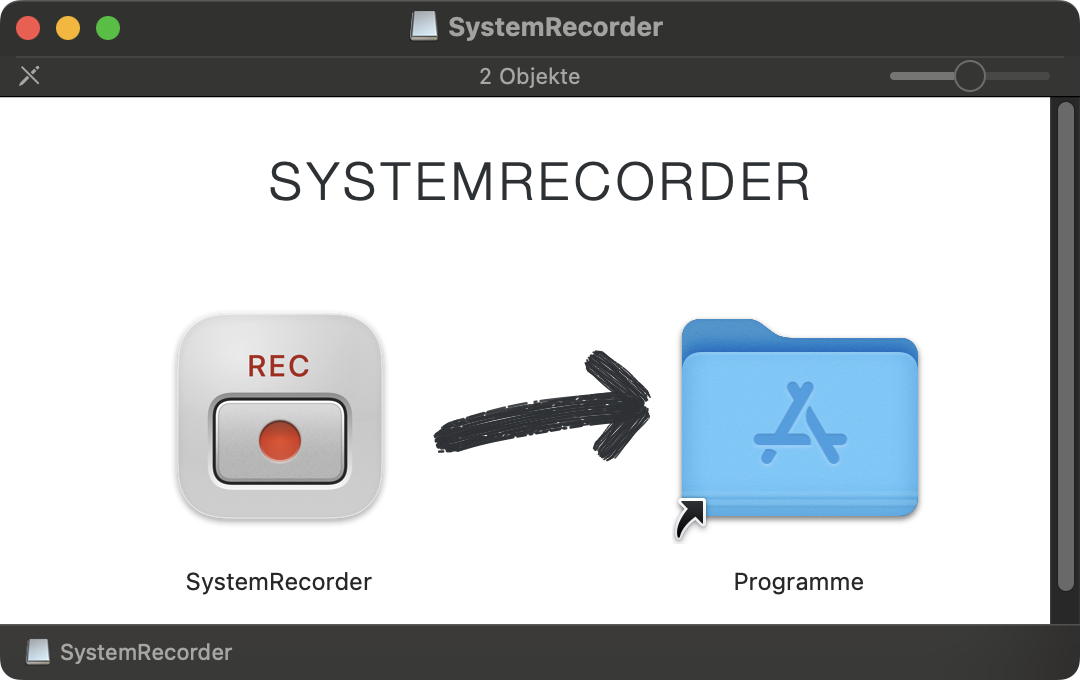 SystemRecorder
2 Objekte
SYSTEMRECORDER
REC
SystemRecorder
Programme
SystemRecorder